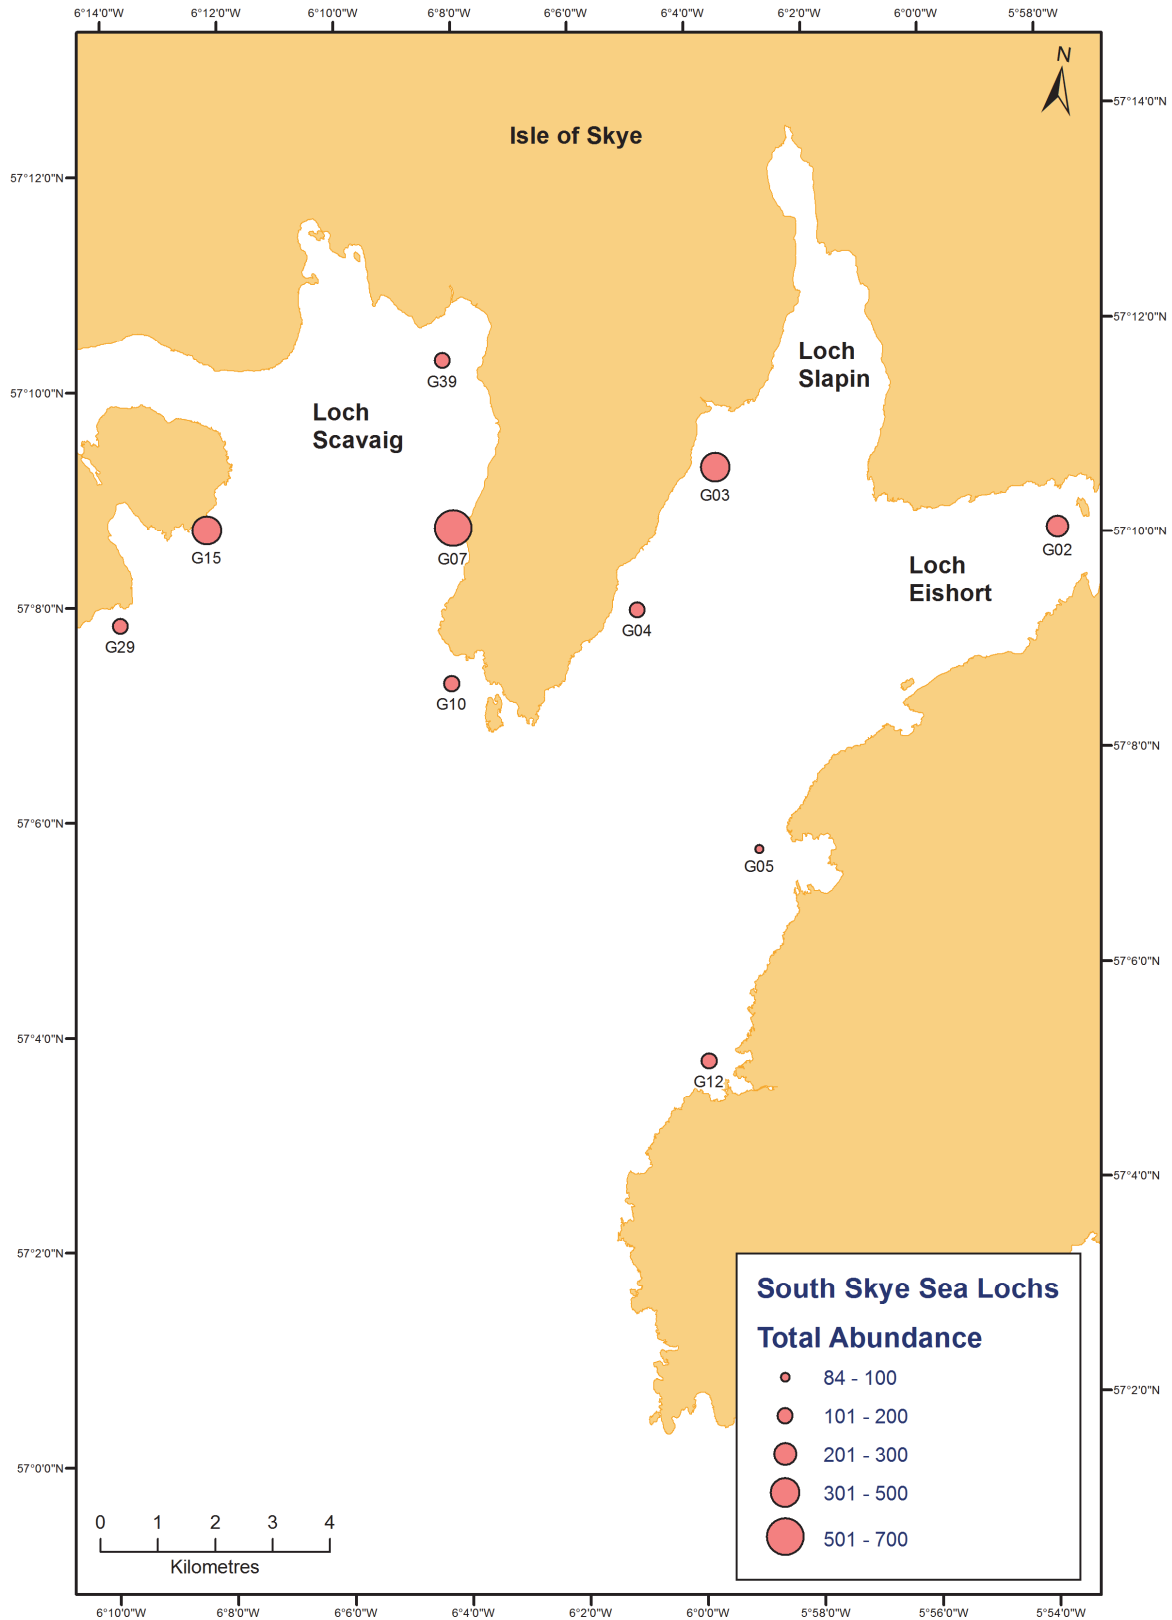 6°14'0"W 6°12'0"W 6°10'0"W 6°8'0"W 6°6'0"W 6°4'0"W 6°2'0"W 6°0'0"W 5°58'0"W
N
57°14'0"N
Isle of Skye
57°12'0"N
57°12'0"N
Loch
Slapin
G39
57°10'0"N
Loch
Scavaig
G03
57°10'0"N
G02
G15
G07
Loch
Eishort
57°8'0"N
G04
G29
G10
57°8'0"N
57°6'0"N
G05
57°6'0"N
57°4'0"N
G12
57°4'0"N
57°2'0"N
South Skye Sea Lochs
Total Abundance
84 - 100
57°2'0"N
101 - 200
201 - 300
57°0'0"N
301 - 500
501 - 700
0 1 2 3 4
Kilometres
6°10'0"W 6°8'0"W 6°6'0"W 6°4'0"W 6°2'0"W 6°0'0"W 5°58'0"W 5°56'0"W 5°54'0"W